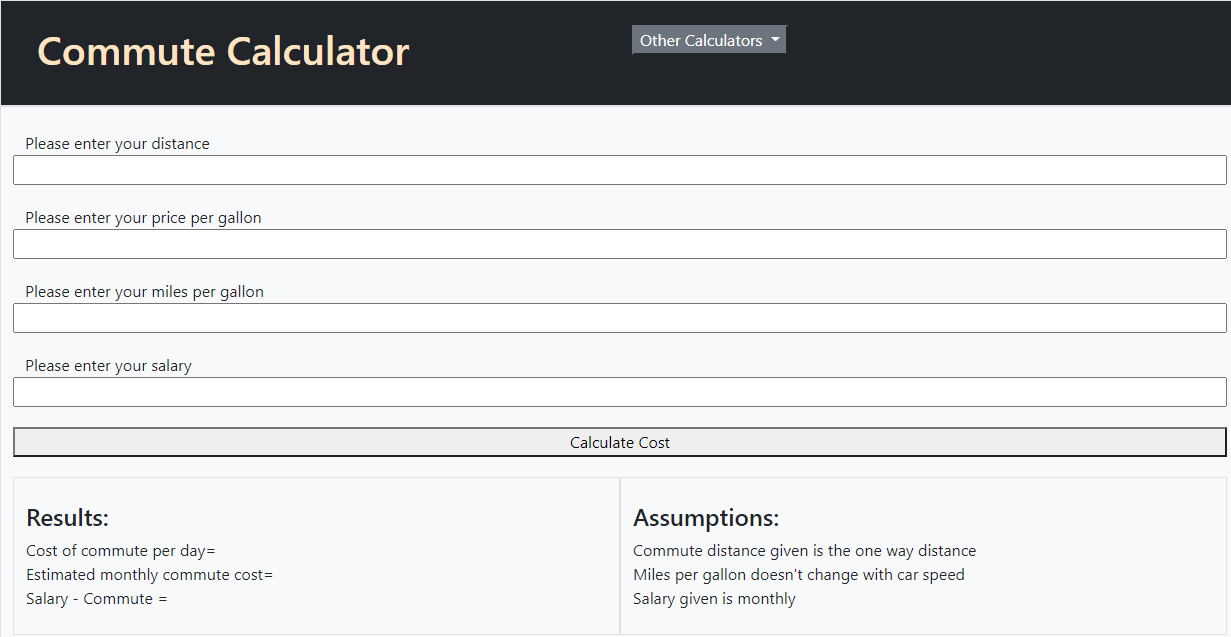 Commute Calculator
Other Calculators
Please enter your distance
Please enter your price per gallon
Please enter your miles per gallon
Please enter your salary
Calculate Cost
Results:
Cost of commute per day=
Estimated monthly commute cost=
Salary - Commute =
Assumptions:
Commute distance given is the one way distance
Miles per gallon doesn't change with car speed
Salary given is monthly